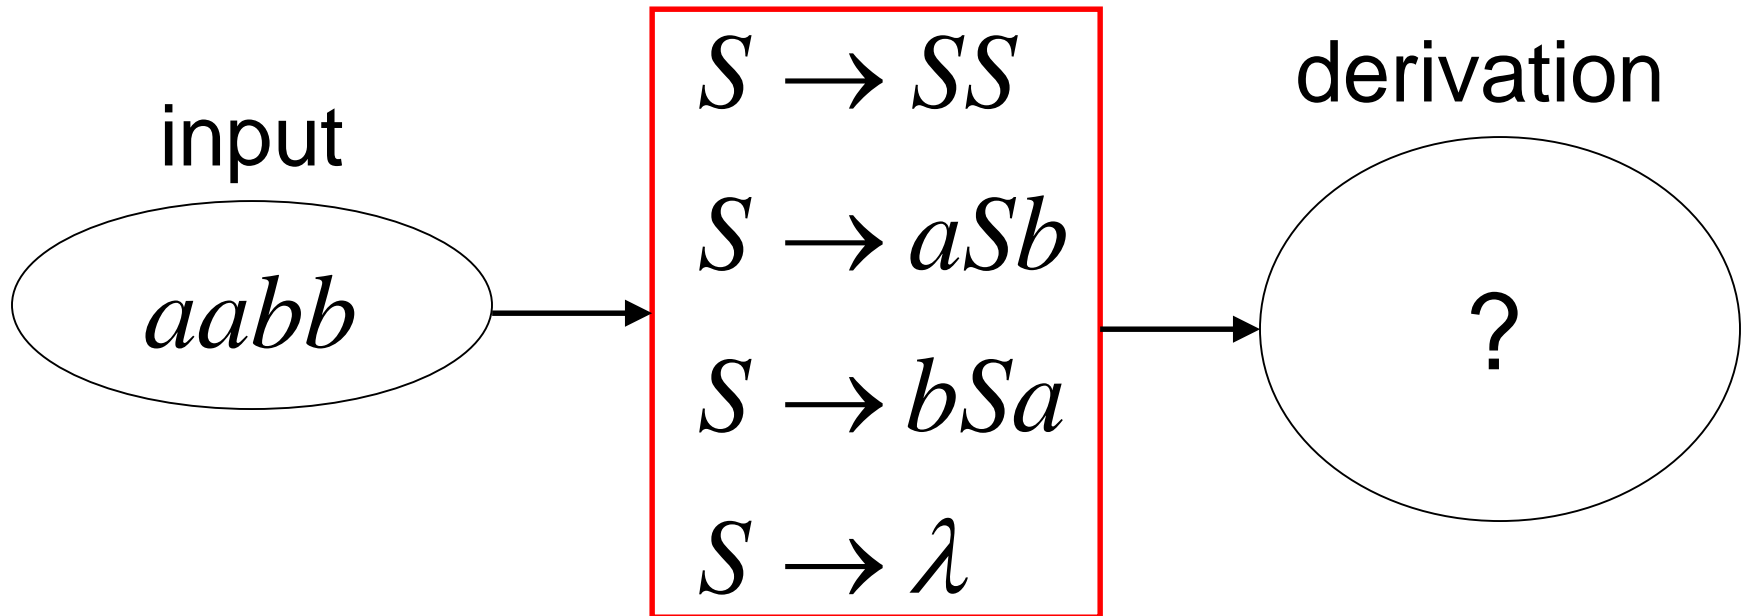 input
aabb
S → SS
S → aSb
S → bSa
S → λ
derivation
?